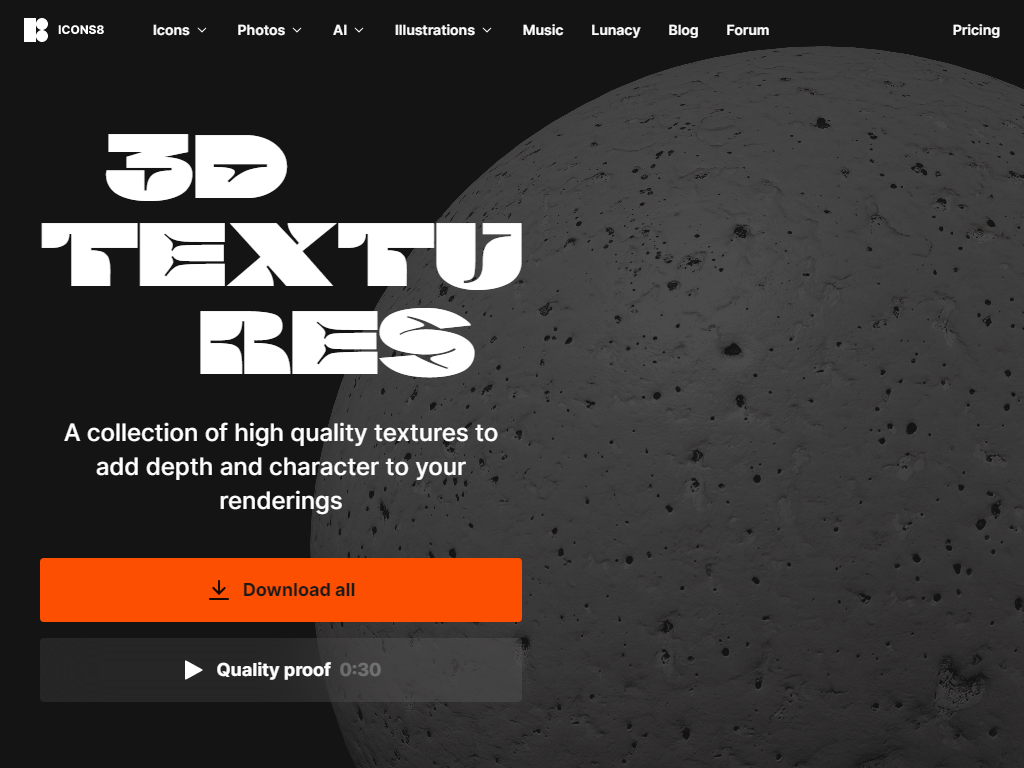 ICONS8 Icons Photos AI Illustrations Music Lunacy Blog Forum Pricing
3D
TEXTU
RES
A collection of high quality textures to
add depth and character to your
renderings
Download all
Quality proof 0:30